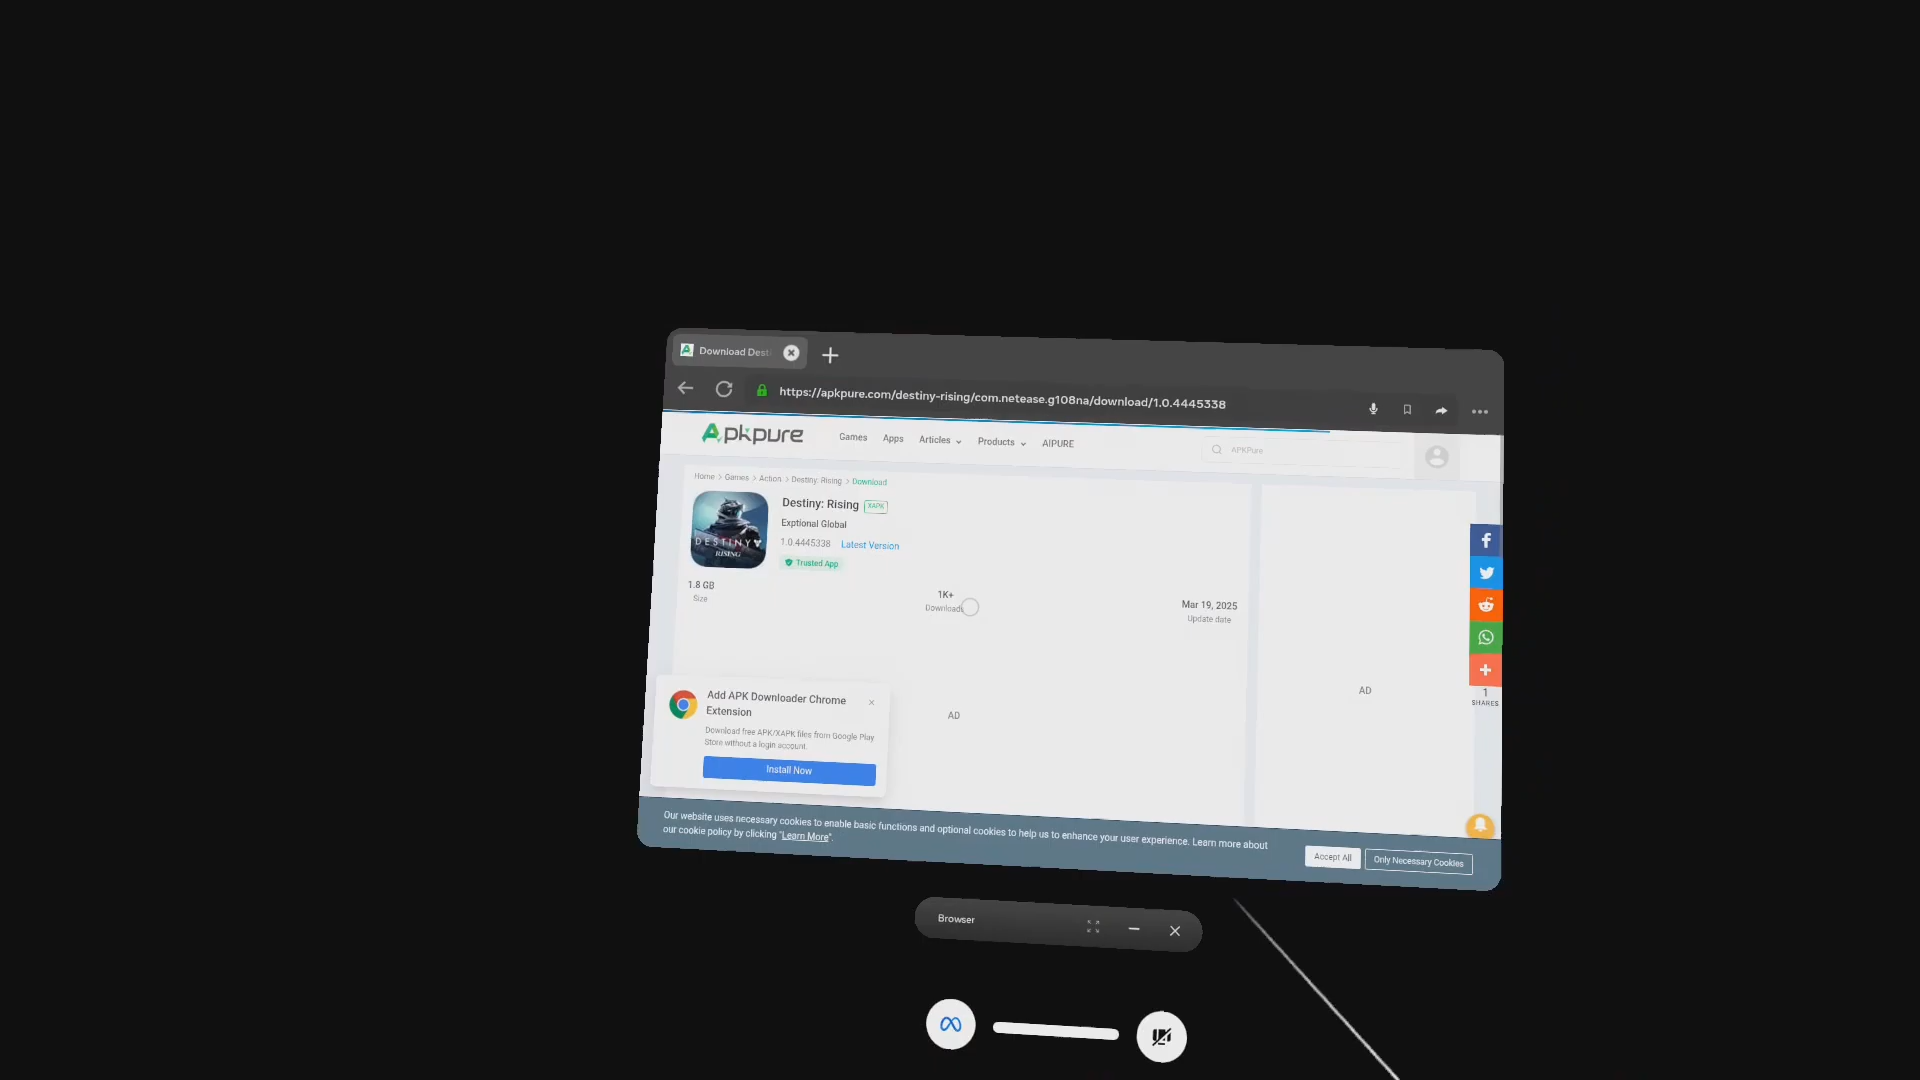 Download Dest
https://apkpure.com/destiny-rising/com.netease.g108na/download/1.0.4445338
Apkpure
Games
Apps
Articles
Products
AIPURE
APKPure
Home > Games > Action > Destiny: Rising > Download
DESTINY
RISING
Destiny: Rising
XAPK
Exptional Global
1.0.4445338
Latest Version
Trusted App
1.8 GB
Size
1K+
Downloads
Mar 19, 2025
Update date
Add APK Downloader Chrome
Extension
Download free APK/XAPK files from Google Play
Store without a login account.
Install Now
AD
AD
1
SHARES
Our website uses necessary cookies to enable basic functions and optional cookies to help us to enhance your user experience. Learn more about
our cookie policy by clicking "Learn More".
Accept All
Only Necessary Cookies
Browser